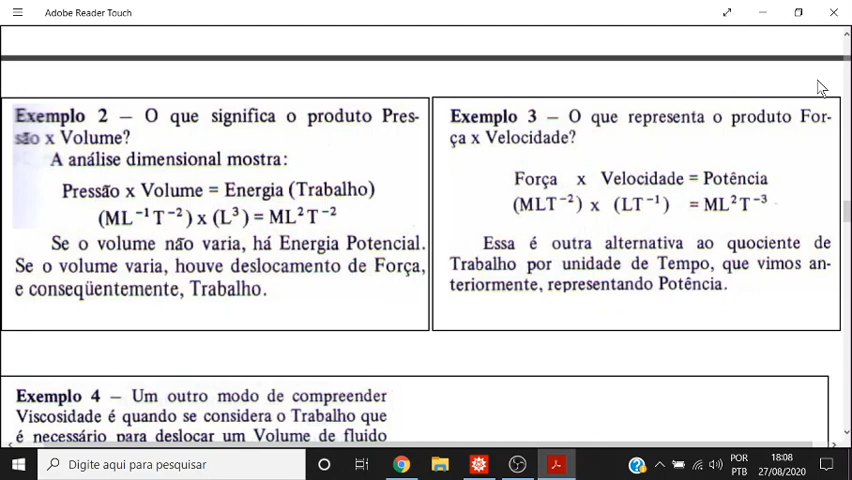 Adobe Reader Touch
Exemplo 2 – O que significa o produto Pres-
são x Volume?
A análise dimensional mostra:
Pressão x Volume = Energia (Trabalho)
(ML⁻¹T⁻²) x (L³) = ML²T⁻²
Se o volume não varia, há Energia Potencial.
Se o volume varia, houve deslocamento de Força,
e conseqüentemente, Trabalho.
Exemplo 3 – O que representa o produto For-
ça x Velocidade?
Força x Velocidade = Potência
(MLT⁻²) x (LT⁻¹) = ML²T⁻³
Essa é outra alternativa ao quociente de
Trabalho por unidade de Tempo, que vimos an-
teriormente, representando Potência.
Exemplo 4 – Um outro modo de compreender
Viscosidade é quando se considera o Trabalho que
é necessário para deslocar um Volume de fluido
Digite aqui para pesquisar
POR
PTB
18:08
27/08/2020